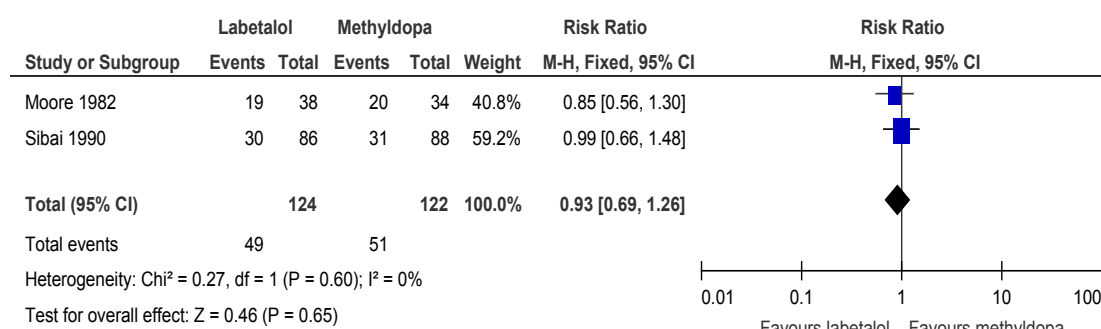 Labetalol Methyldopa Risk Ratio Risk Ratio
Study or Subgroup Events Total Events Total Weight M-H, Fixed, 95% CI M-H, Fixed, 95% CI
Moore 1982 19 38 20 34 40.8% 0.85 [0.56, 1.30]
Sibai 1990 30 86 31 88 59.2% 0.99 [0.66, 1.48]
Total (95% CI) 124 122 100.0% 0.93 [0.69, 1.26]
Total events 49 51
Heterogeneity: Chi² = 0.27, df = 1 (P = 0.60); I² = 0%
Test for overall effect: Z = 0.46 (P = 0.65)
0.01 0.1 1 10 100
Favours labetalol Favours methyldopa